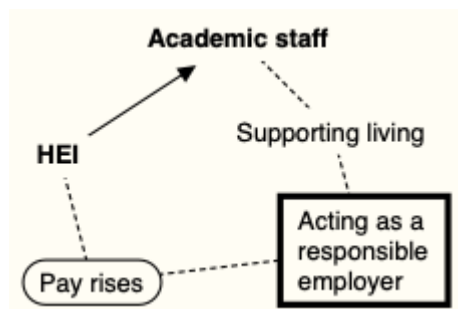 Academic staff
HEI
Supporting living
Acting as a
responsible
employer
Pay rises